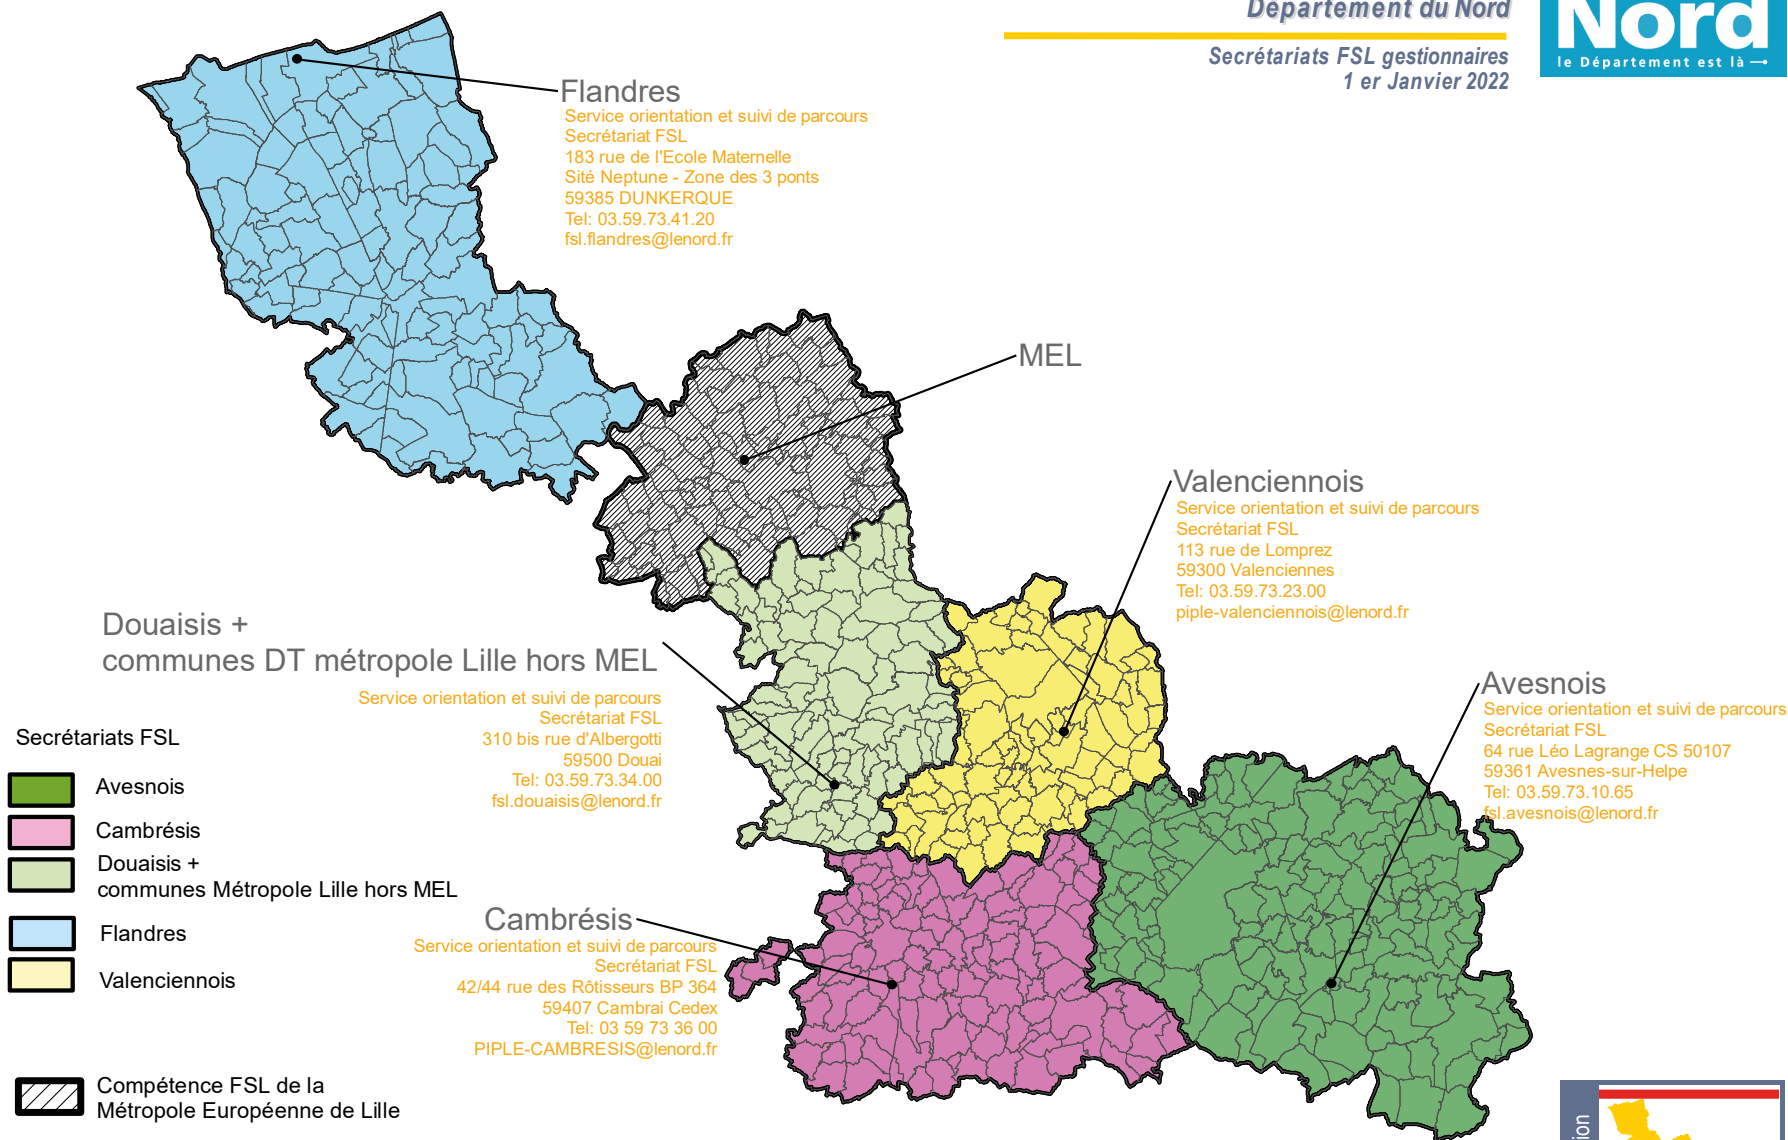 Département du Nord
Secrétariats FSL gestionnaires
1 er Janvier 2022
Nord
le Département est là
Flandres
Service orientation et suivi de parcours
Secrétariat FSL
183 rue de l'Ecole Maternelle
Sité Neptune - Zone des 3 ponts
59385 DUNKERQUE
Tel: 03.59.73.41.20
fsl.flandres@lenord.fr
MEL
Valenciennois
Service orientation et suivi de parcours
Secrétariat FSL
113 rue de Lomprez
59300 Valenciennes
Tel: 03.59.73.23.00
piple-valenciennois@lenord.fr
Douaisis +
communes DT métropole Lille hors MEL
Service orientation et suivi de parcours
Secrétariat FSL
310 bis rue d'Albergotti
59500 Douai
Tel: 03.59.73.34.00
fsl.douaisis@lenord.fr
Avesnois
Service orientation et suivi de parcours
Secrétariat FSL
64 rue Léo Lagrange CS 50107
59361 Avesnes-sur-Helpe
Tel: 03.59.73.10.65
fsl.avesnois@lenord.fr
Cambrésis
Service orientation et suivi de parcours
Secrétariat FSL
42/44 rue des Rôtisseurs BP 364
59407 Cambrai Cedex
Tel: 03 59 73 36 00
PIPLE-CAMBRESIS@lenord.fr
Secrétariats FSL
Avesnois
Cambrésis
Douaisis +
communes Métropole Lille hors MEL
Flandres
Valenciennois
Compétence FSL de la
Métropole Européenne de Lille